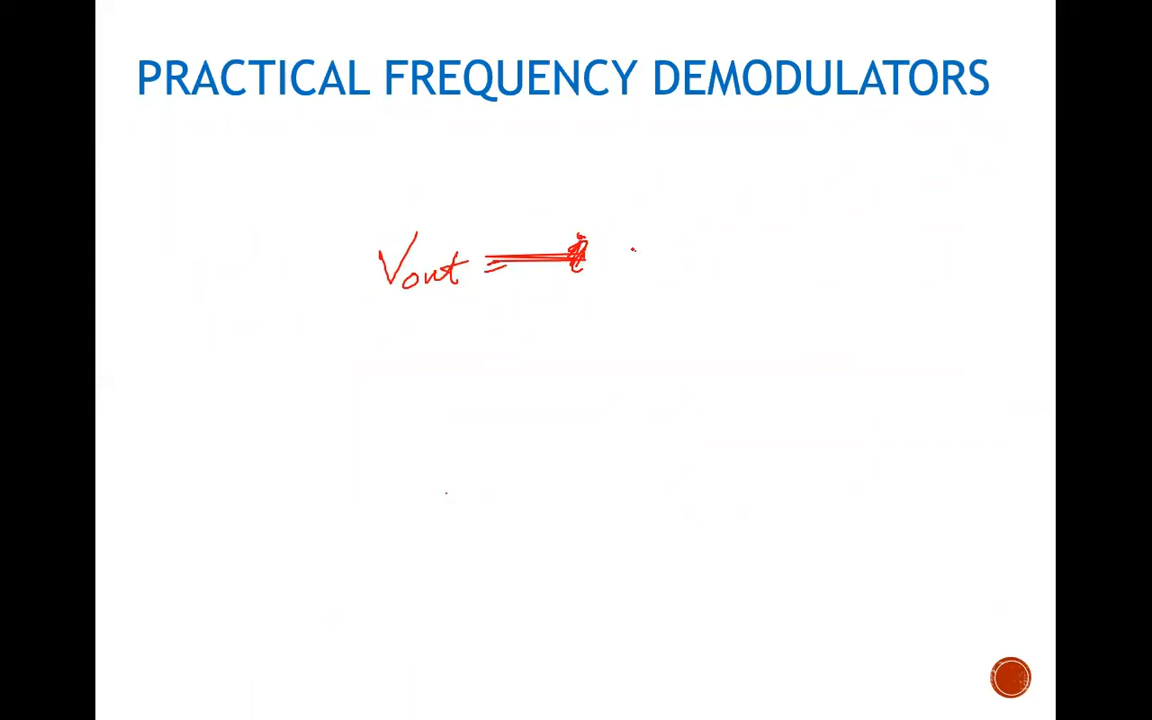 PRACTICAL FREQUENCY DEMODULATORS
Vout =